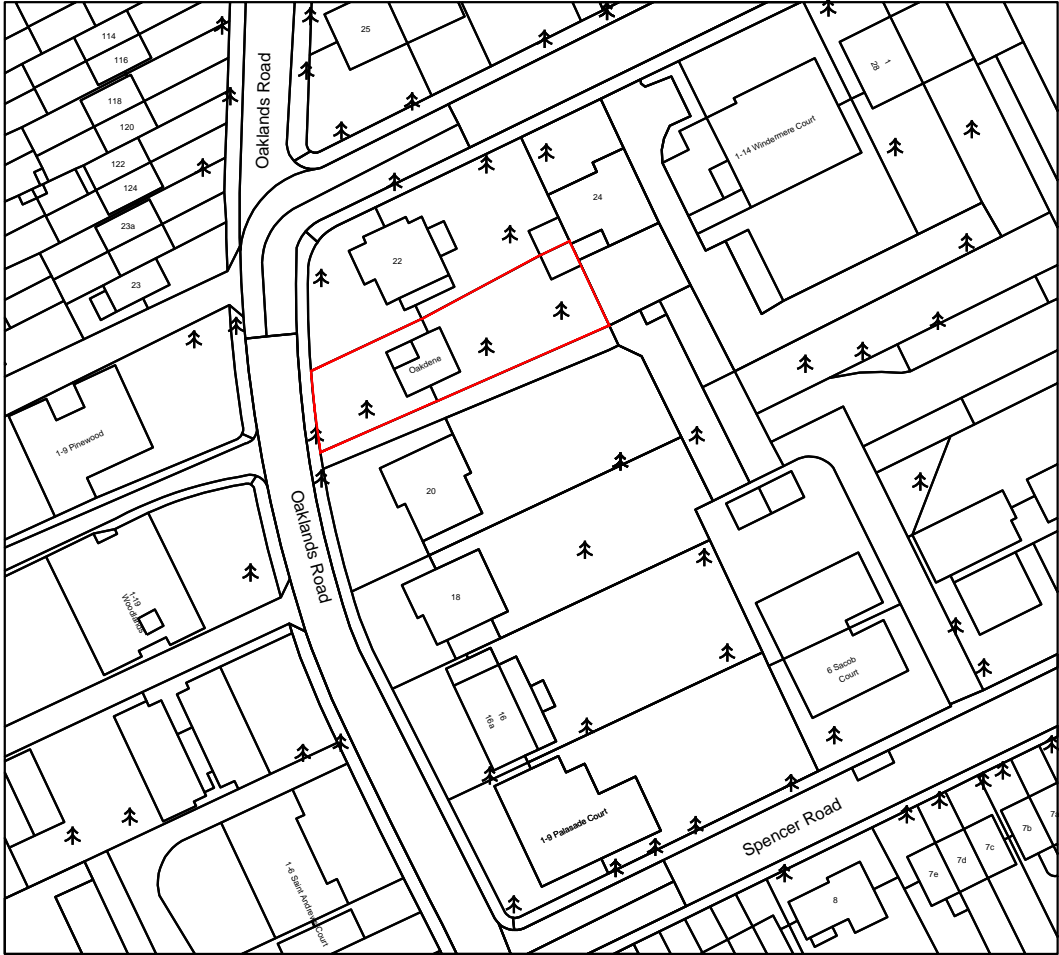 114
116
118
120
122
124
23a
23
Oaklands Road
25
1
28
1-14 Windermere Court
24
22
Oakdene
1-9 Pinewood
20
Oaklands Road
18
1-19
Woodlands
16
16a
6 Sacob
Court
1-9 Palasade Court
Spencer Road
1-6 Saint Andrews Court
8
7e
7d
7c
7b
7a